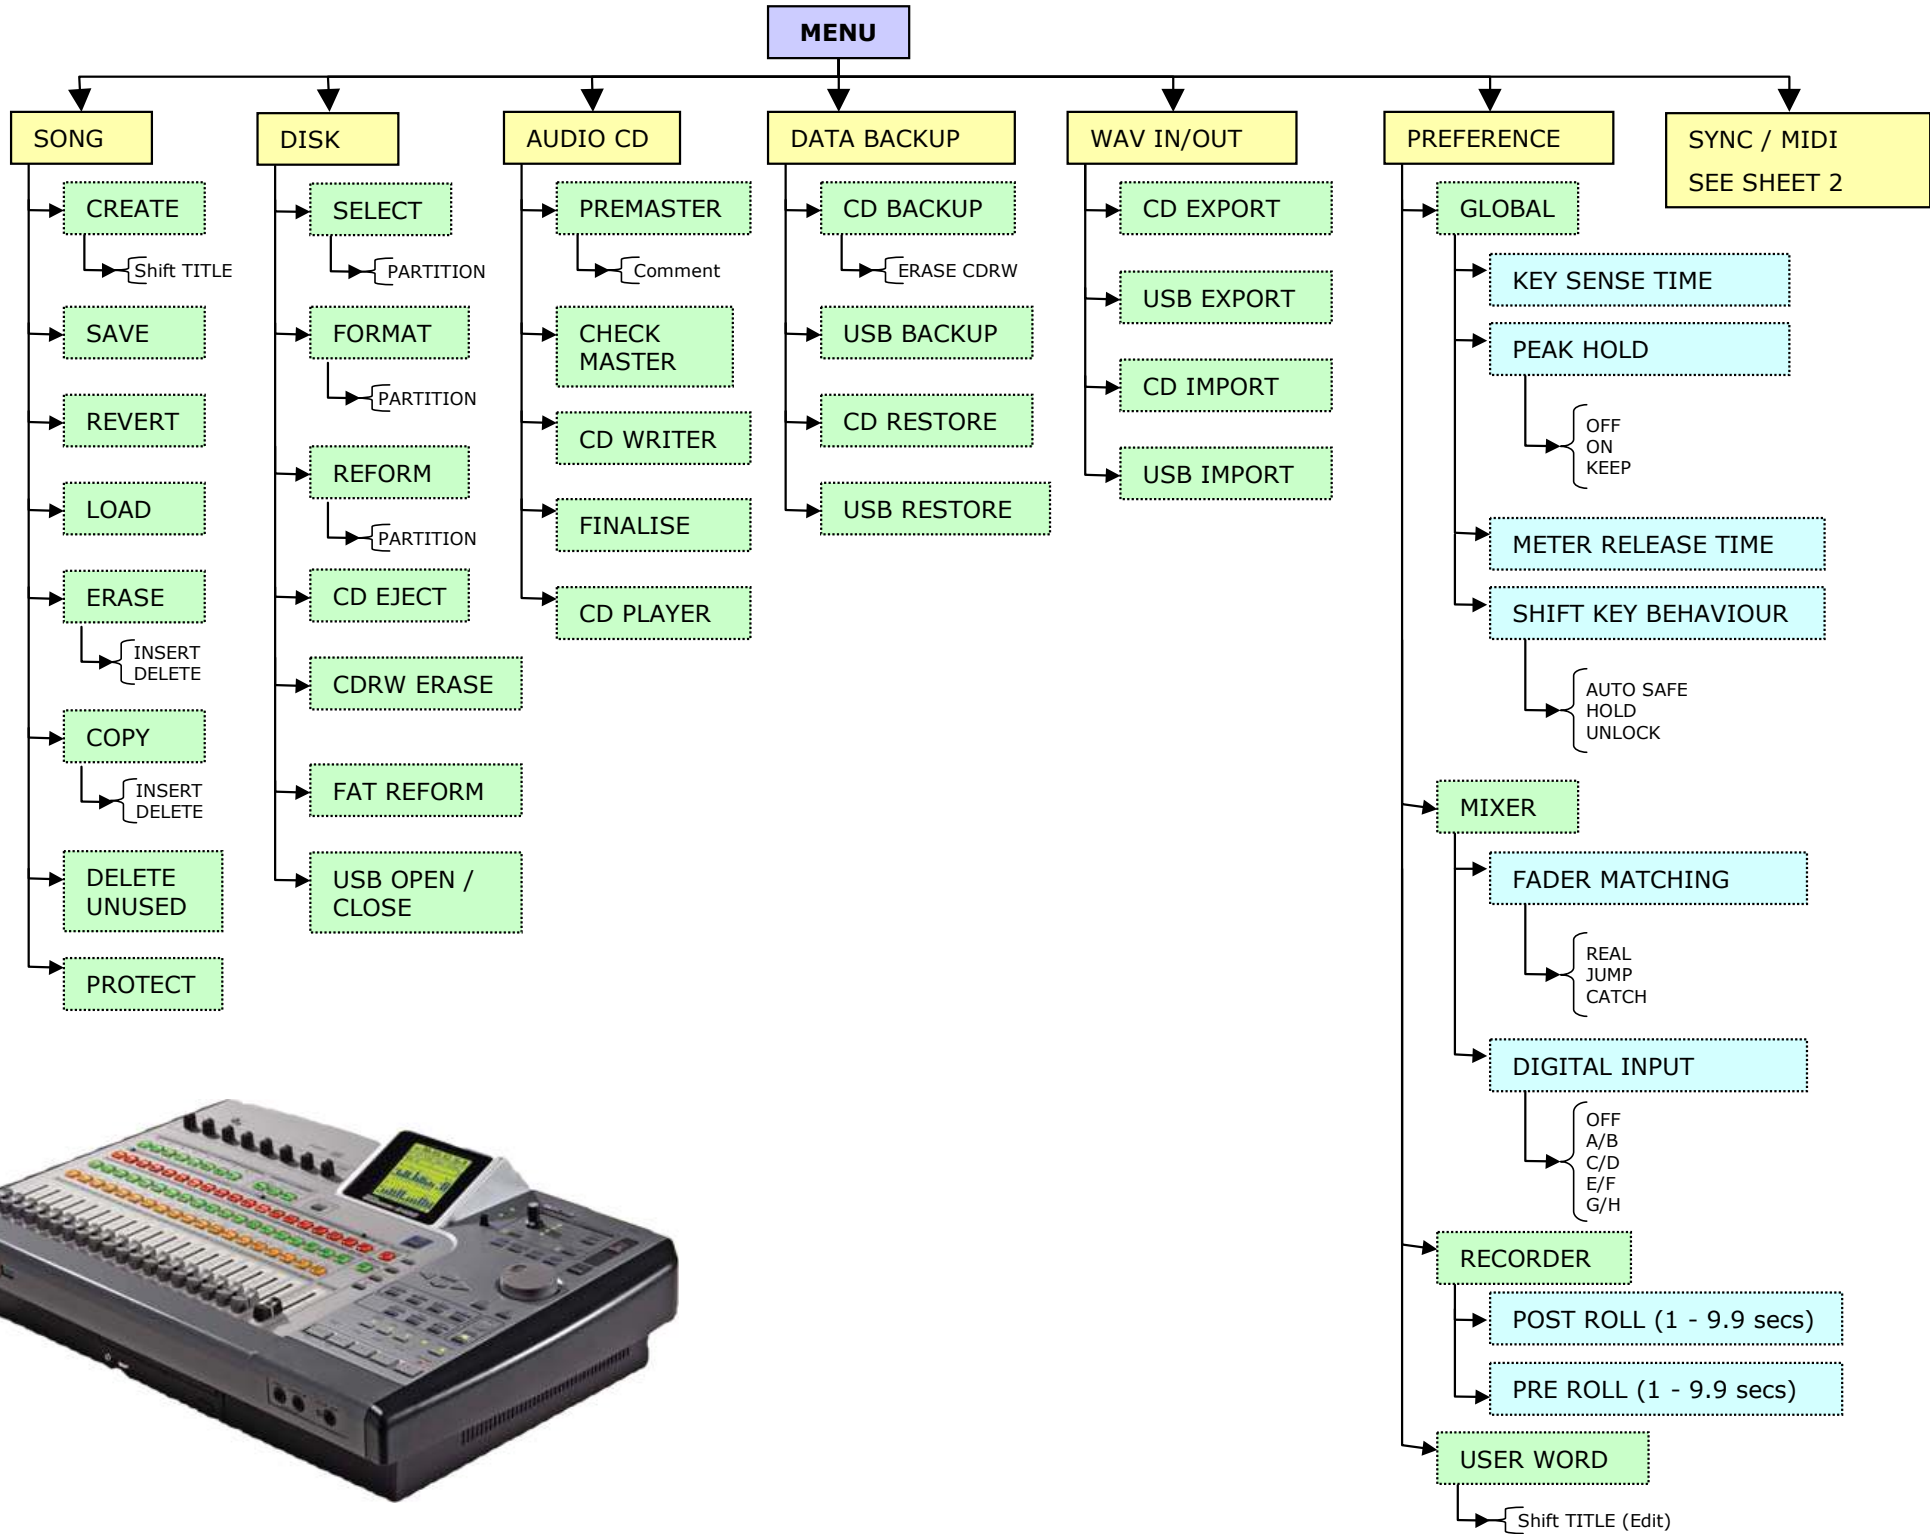 MENU
SONG
CREATE
Shift TITLE
SAVE
REVERT
LOAD
ERASE
INSERT
DELETE
COPY
INSERT
DELETE
DELETE
UNUSED
PROTECT
DISK
SELECT
PARTITION
FORMAT
PARTITION
REFORM
PARTITION
CD EJECT
CDRW ERASE
FAT REFORM
USB OPEN /
CLOSE
AUDIO CD
PREMASTER
Comment
CHECK
MASTER
CD WRITER
FINALISE
CD PLAYER
DATA BACKUP
CD BACKUP
ERASE CDRW
USB BACKUP
CD RESTORE
USB RESTORE
WAV IN/OUT
CD EXPORT
USB EXPORT
CD IMPORT
USB IMPORT
PREFERENCE
GLOBAL
KEY SENSE TIME
PEAK HOLD
OFF
ON
KEEP
METER RELEASE TIME
SHIFT KEY BEHAVIOUR
AUTO SAFE
HOLD
UNLOCK
MIXER
FADER MATCHING
REAL
JUMP
CATCH
DIGITAL INPUT
OFF
A/B
C/D
E/F
G/H
RECORDER
POST ROLL (1 - 9.9 secs)
PRE ROLL (1 - 9.9 secs)
USER WORD
Shift TITLE (Edit)
SYNC / MIDI
SEE SHEET 2